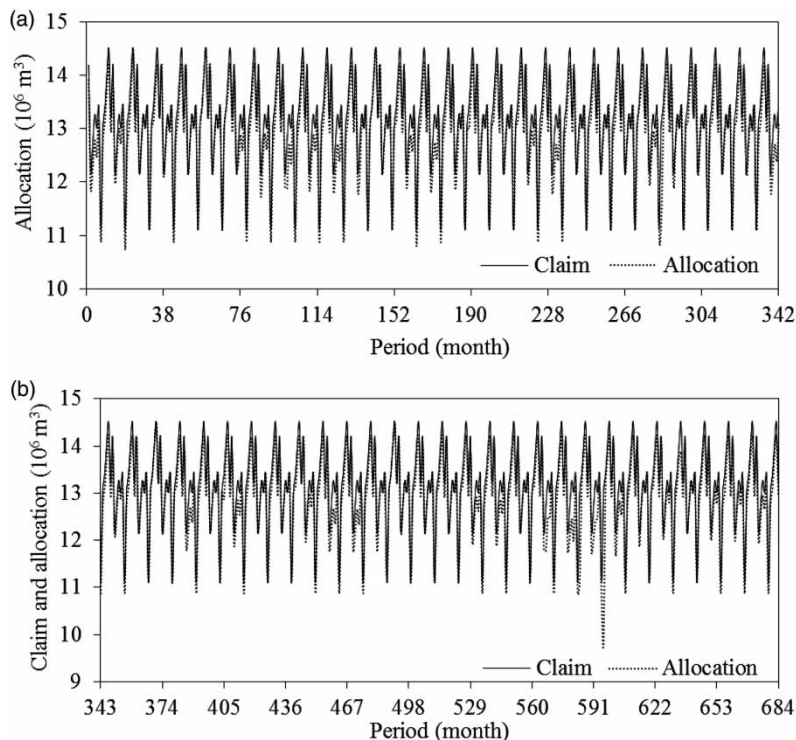 (a)
15
14
13
12
11
10
Allocation (10⁶ m³)
Claim Allocation
0 38 76 114 152 190 228 266 304 342
Period (month)
(b)
15
14
13
12
11
10
9
Claim and allocation (10⁶ m³)
Claim Allocation
343 374 405 436 467 498 529 560 591 622 653 684
Period (month)